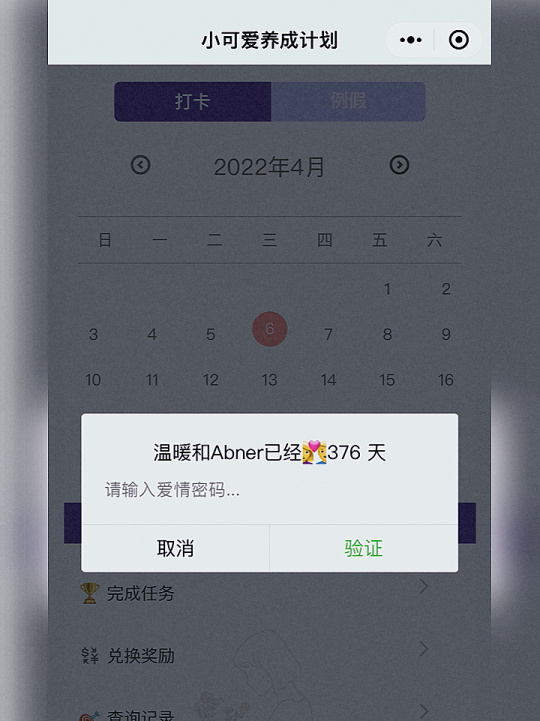 小可爱养成计划
打卡 例假
2022年4月
日 一 二 三 四 五 六
1 2
3 4 5 6 7 8 9
10 11 12 13 14 15 16
温暖和Abner已经💏376 天
请输入爱情密码...
取消 验证
🏆 完成任务
兑换奖励
🎯 查询记录